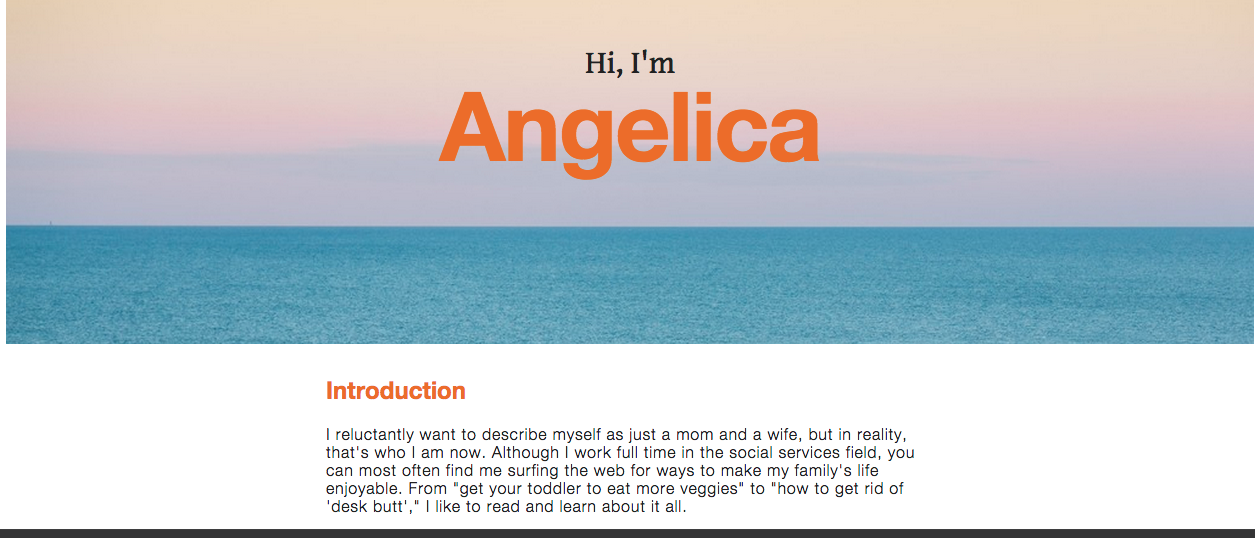 Hi, I'm
Angelica
Introduction
I reluctantly want to describe myself as just a mom and a wife, but in reality,
that's who I am now. Although I work full time in the social services field, you
can most often find me surfing the web for ways to make my family's life
enjoyable. From "get your toddler to eat more veggies" to "how to get rid of
'desk butt'," I like to read and learn about it all.